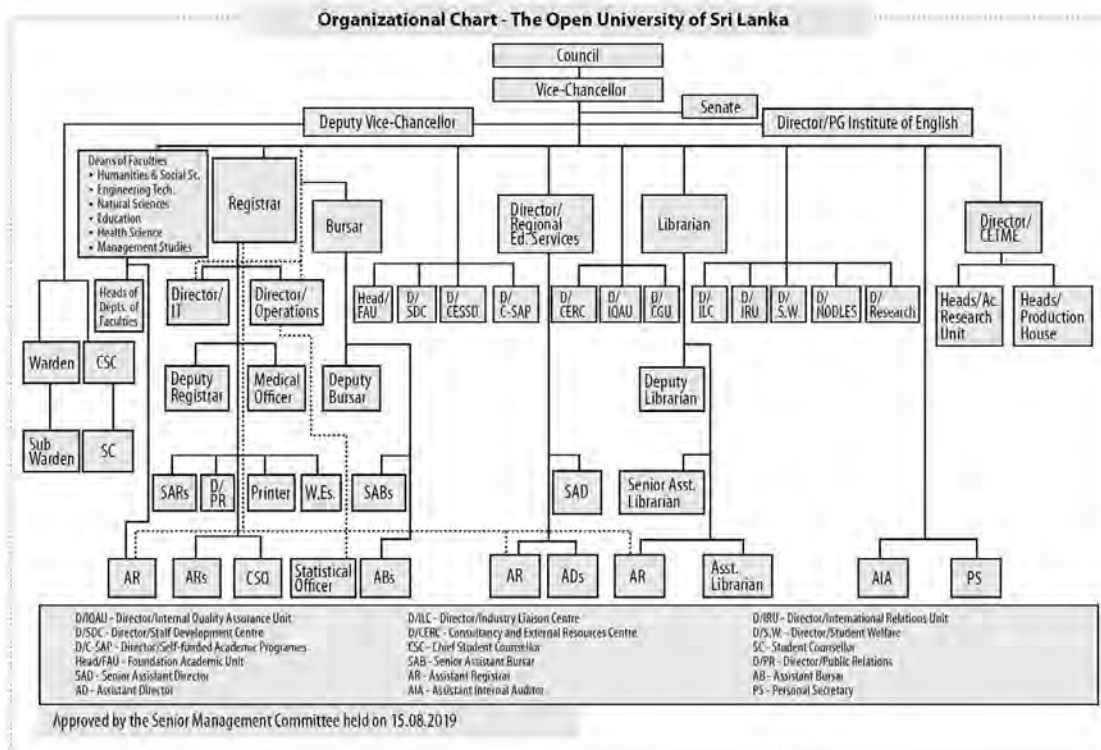 Organizational Chart - The Open University of Sri Lanka
Council
Vice-Chancellor
Senate
Deputy Vice-Chancellor
Director/PG Institute of English
Deans of Faculties
• Humanities & Social Sc.
• Engineering Tech.
• Natural Sciences
• Education
• Health Science
• Management Studies
Registrar
Bursar
Director/
Regional
Ed. Services
Librarian
Director/
CETME
Heads of
Depts. of
Faculties
Director/
IT
Director/
Operations
Head/
FAU
D/
SDC
D/
CESSD
D/
C-SAP
D/
CERC
D/
IQAU
D/
CGU
D/
ILC
D/
IRU
D/
S.W.
D/
NODLES
D/
Research
Heads/Ac.
Research
Unit
Heads/
Production
House
Warden
CSC
Deputy
Registrar
Medical
Officer
Deputy
Bursar
Deputy
Librarian
Sub
Warden
SC
SARs
D/
PR
Printer
W.Es.
SABs
SAD
Senior Asst.
Librarian
AR
ARs
CSO
Statistical
Officer
ABs
AR
ADs
AR
Asst.
Librarian
AIA
PS
D/IQAU - Director/Internal Quality Assurance Unit
D/SDC - Director/Staff Development Centre
D/C-SAP - Director/Self-funded Academic Programes
Head/FAU - Foundation Academic Unit
SAD - Senior Assistant Director
AD - Assistant Director
D/ILC - Director/Industry Liaison Centre
D/CERC - Consultancy and External Resources Centre
CSC - Chief Student Counsellor
SAB - Senior Assistant Bursar
AR - Assistant Registrar
AIA - Assistant Internal Auditor
D/IRU - Director/International Relations Unit
D/S.W. - Director/Student Welfare
SC - Student Counsellor
D/PR - Director/Public Relations
AB - Assistant Bursar
PS - Personal Secretary
Approved by the Senior Management Committee held on 15.08.2019